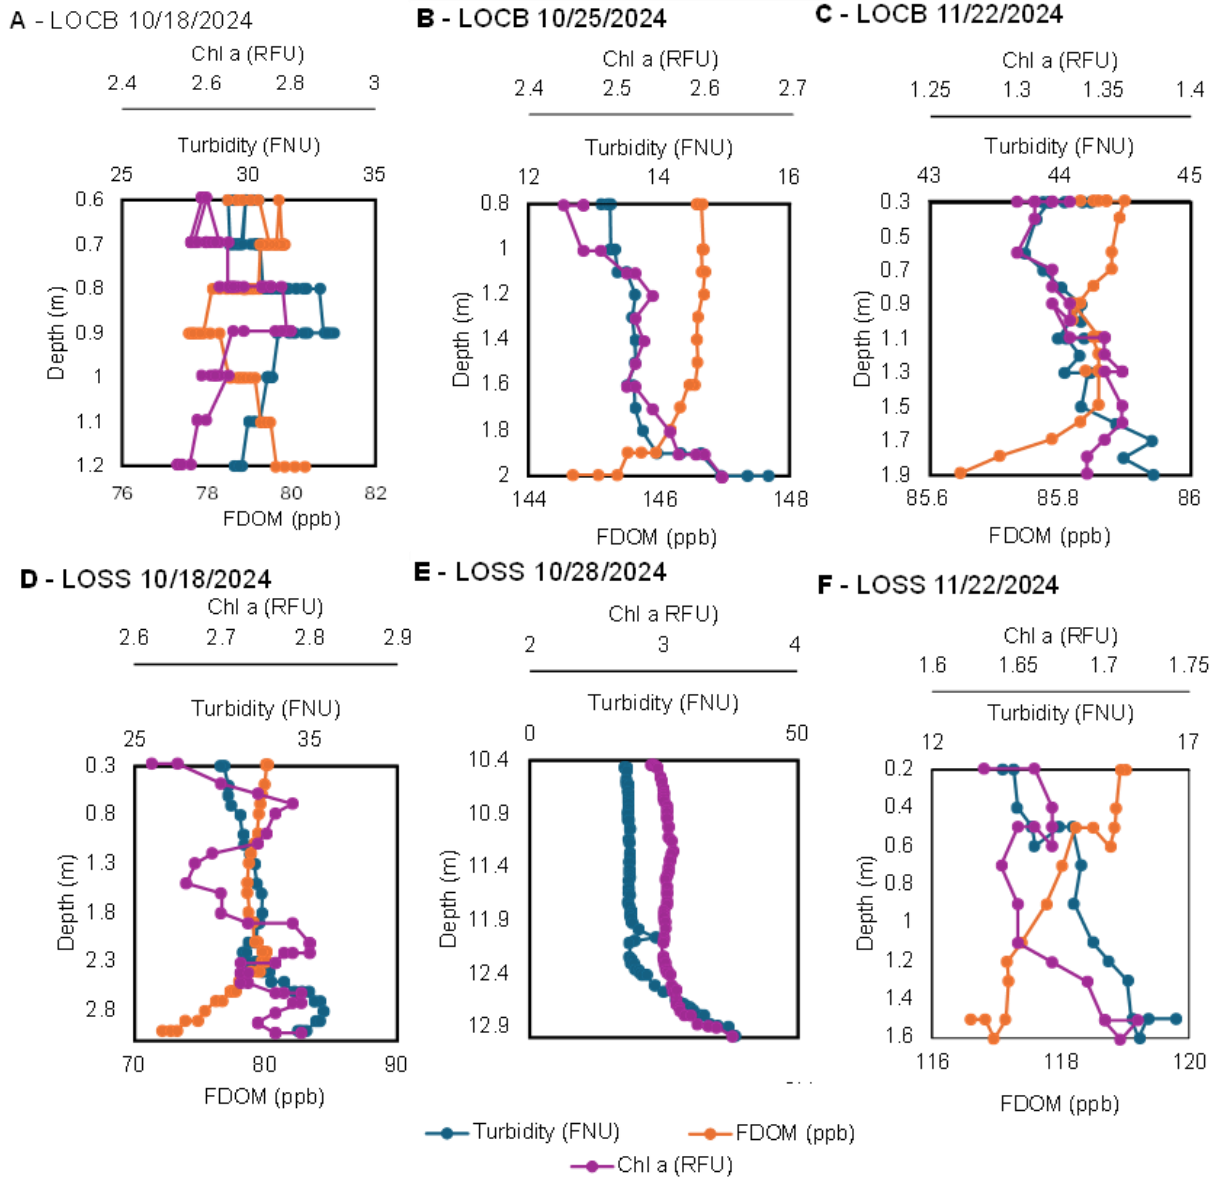 A - LOCB 10/18/2024
Chl a (RFU)
2.4 2.6 2.8 3
Turbidity (FNU)
25 30 35
0.6
0.7
0.8
0.9
1
1.1
1.2
Depth (m)
76 78 80 82
FDOM (ppb)
B - LOCB 10/25/2024
Chl a (RFU)
2.4 2.5 2.6 2.7
Turbidity (FNU)
12 14 16
0.8
1
1.2
1.4
1.6
1.8
2
Depth (m)
144 146 148
FDOM (ppb)
C - LOCB 11/22/2024
Chl a (RFU)
1.25 1.3 1.35 1.4
Turbidity (FNU)
43 44 45
0.3
0.5
0.7
0.9
1.1
1.3
1.5
1.7
1.9
Depth (m)
85.6 85.8 86
FDOM (ppb)
D - LOSS 10/18/2024
Chl a (RFU)
2.6 2.7 2.8 2.9
Turbidity (FNU)
25 35
0.3
0.8
1.3
1.8
2.3
2.8
Depth (m)
70 80 90
FDOM (ppb)
E - LOSS 10/28/2024
Chl a RFU)
2 3 4
Turbidity (FNU)
0 50
10.4
10.9
11.4
11.9
12.4
12.9
Depth (m)
F - LOSS 11/22/2024
Chl a (RFU)
1.6 1.65 1.7 1.75
Turbidity (FNU)
12 17
0.2
0.4
0.6
0.8
1
1.2
1.4
1.6
Depth (m)
116 118 120
FDOM (ppb)
Turbidity (FNU) FDOM (ppb)
Chl a (RFU)